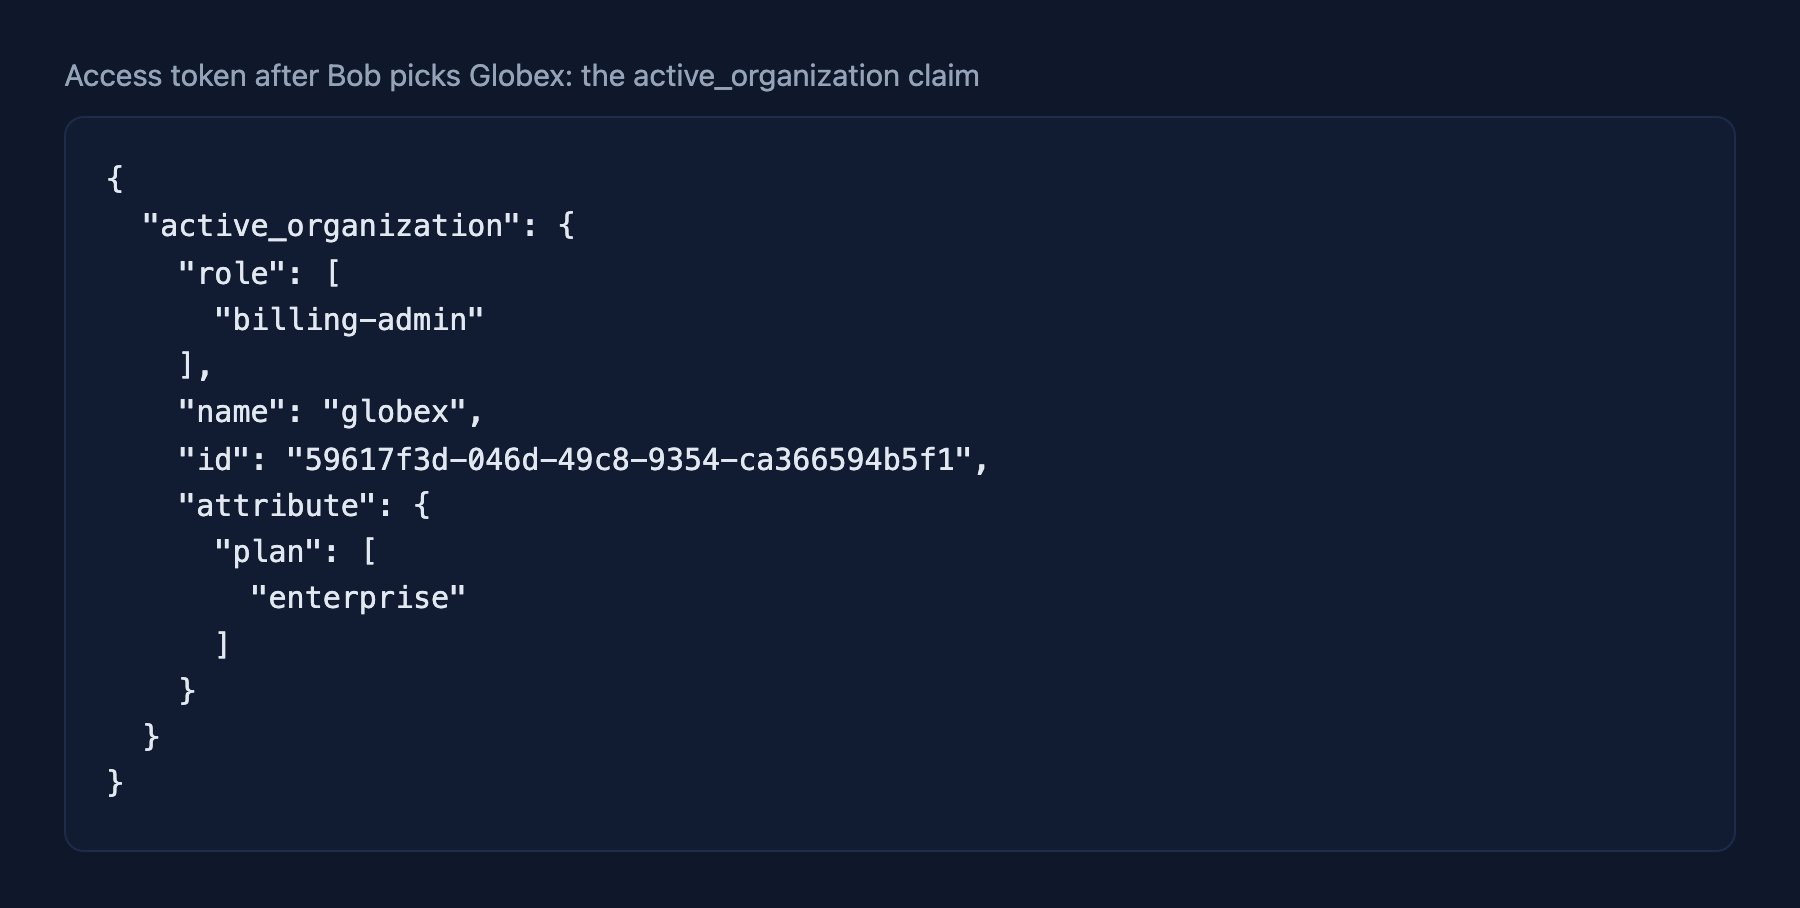 Access token after Bob picks Globex: the active_organization claim
{
  "active_organization": {
    "role": [
      "billing-admin"
    ],
    "name": "globex",
    "id": "59617f3d-046d-49c8-9354-ca366594b5f1",
    "attribute": {
      "plan": [
        "enterprise"
      ]
    }
  }
}